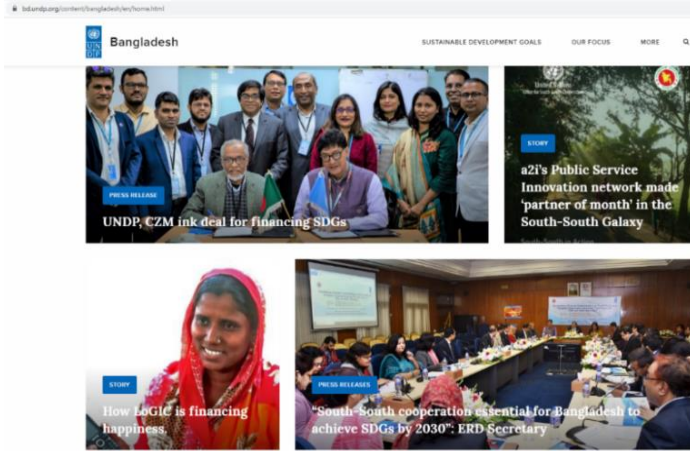 bd.undp.org/content/bangladesh/en/home.html
Bangladesh
SUSTAINABLE DEVELOPMENT GOALS
OUR FOCUS
MORE
PRESS RELEASE
UNDP, CZM ink deal for financing SDGs
STORY
a2i's Public Service
Innovation network made
‘partner of month’ in the
South-South Galaxy
STORY
How LoGIC is financing
happiness.
PRESS RELEASES
“South-South cooperation essential for Bangladesh to
achieve SDGs by 2030”: ERD Secretary